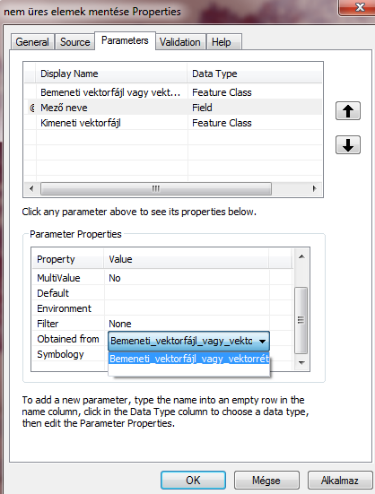 nem üres elemek mentése Properties
General Source Parameters Validation Help
Display Name Data Type
Bemeneti vektorfájl vagy vekt... Feature Class
Mező neve Field
Kimeneti vektorfájl Feature Class
Click any parameter above to see its properties below.
Parameter Properties
Property Value
MultiValue No
Default
Environment
Filter None
Obtained from Bemeneti_vektorfájl_vagy_vektc
Bemeneti_vektorfájl_vagy_vektorrét
Symbology
To add a new parameter, type the name into an empty row in the
name column, click in the Data Type column to choose a data type,
then edit the Parameter Properties.
OK Mégse Alkalmaz